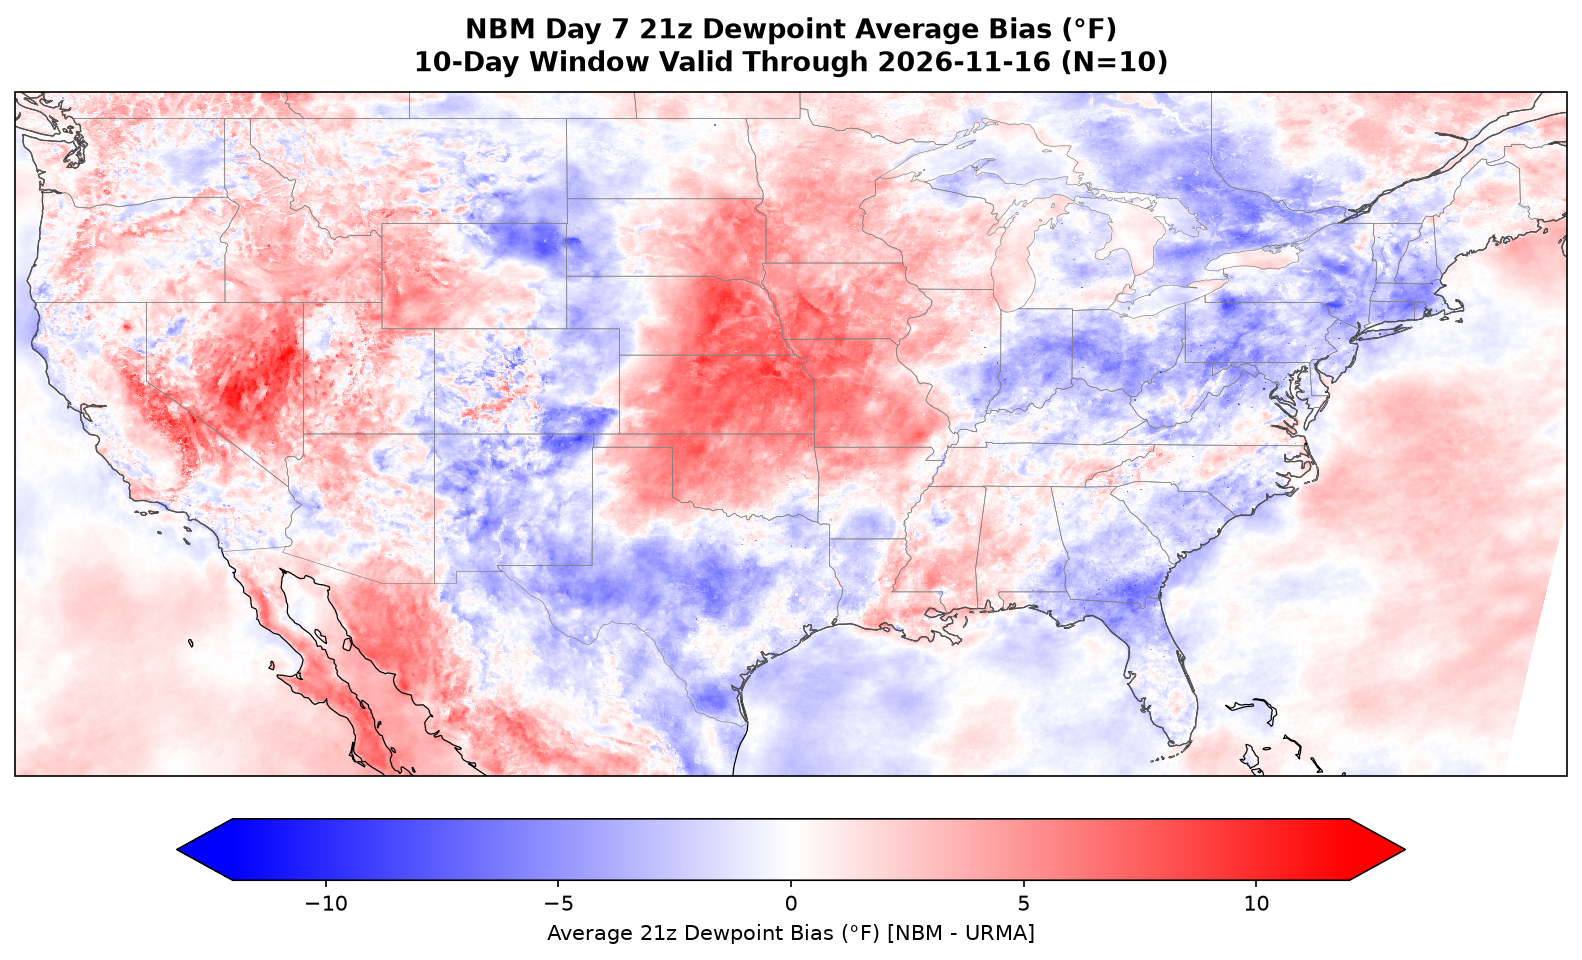 NBM Day 7 21z Dewpoint Average Bias (°F)
10-Day Window Valid Through 2026-11-16 (N=10)
−10 −5 0 5 10
Average 21z Dewpoint Bias (°F) [NBM - URMA]